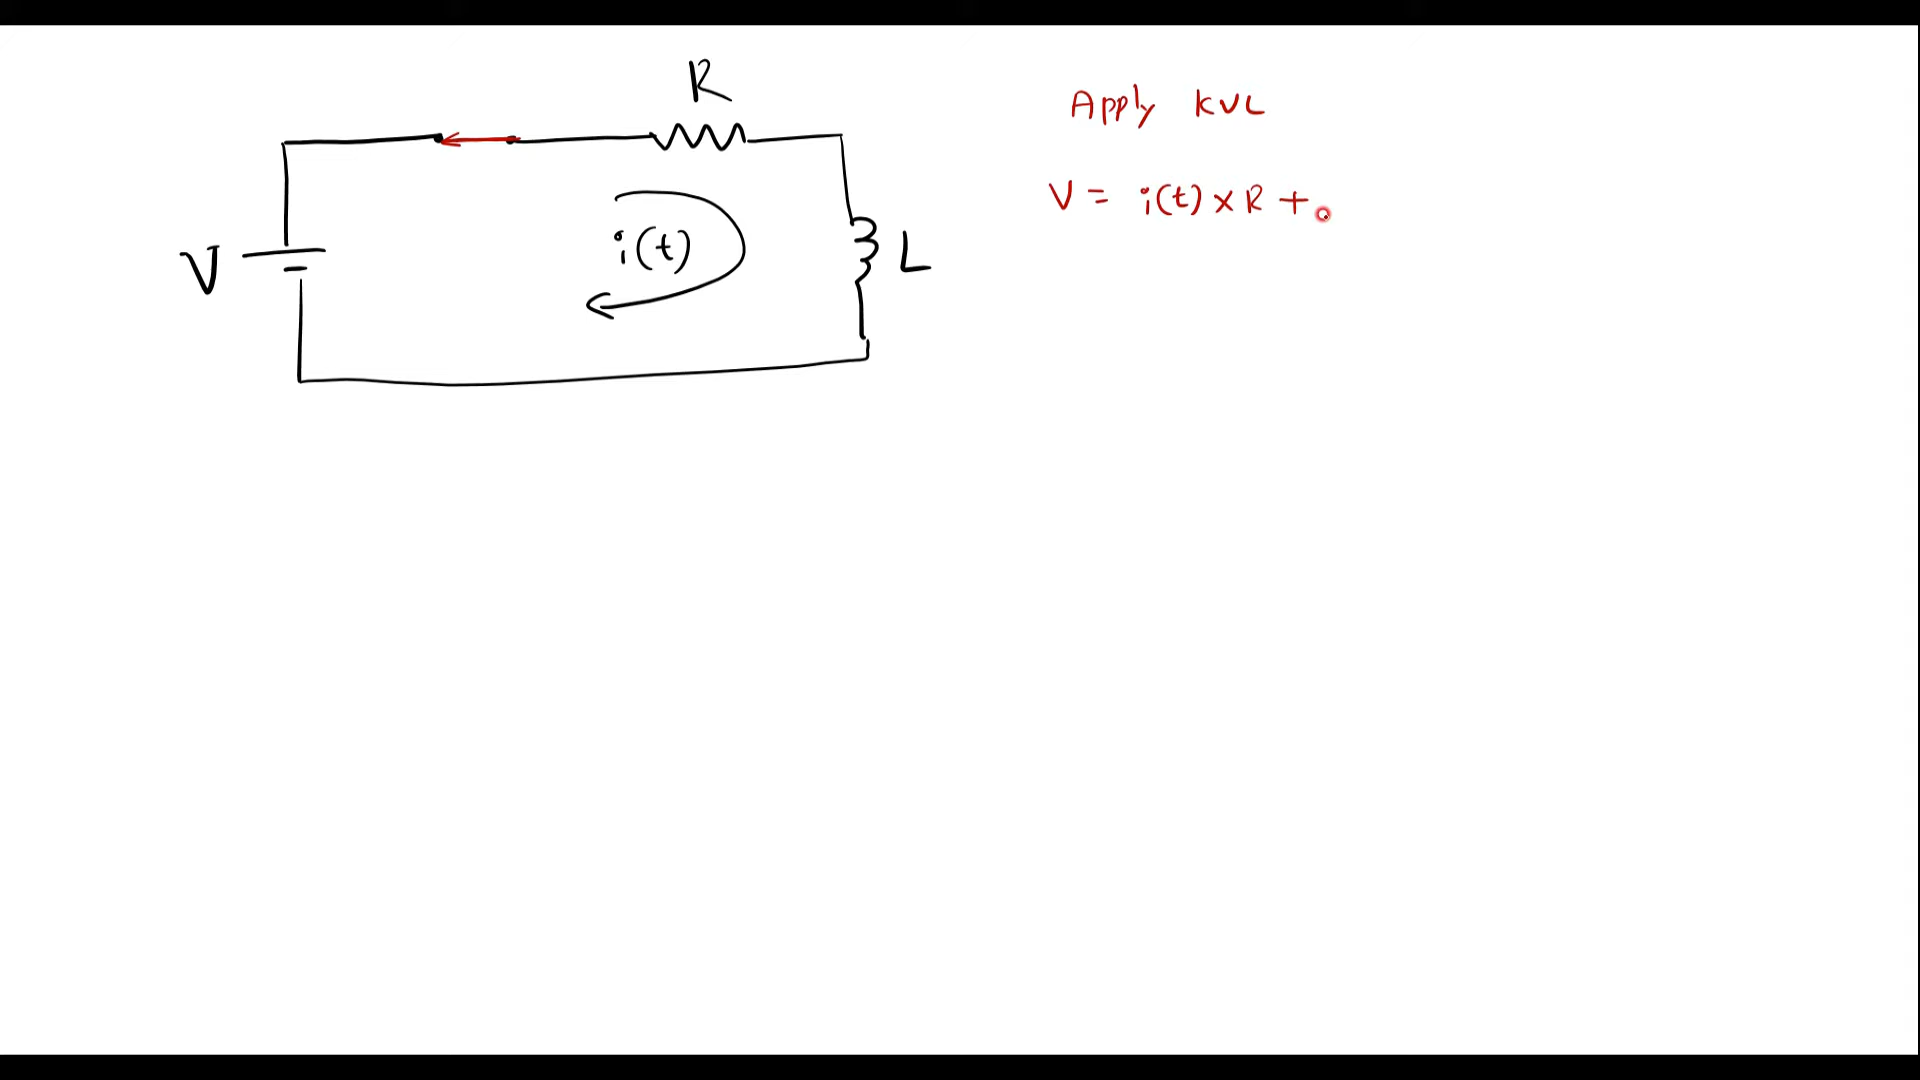 R
Apply KVL
V = i(t) x R +
i(t)
V
L